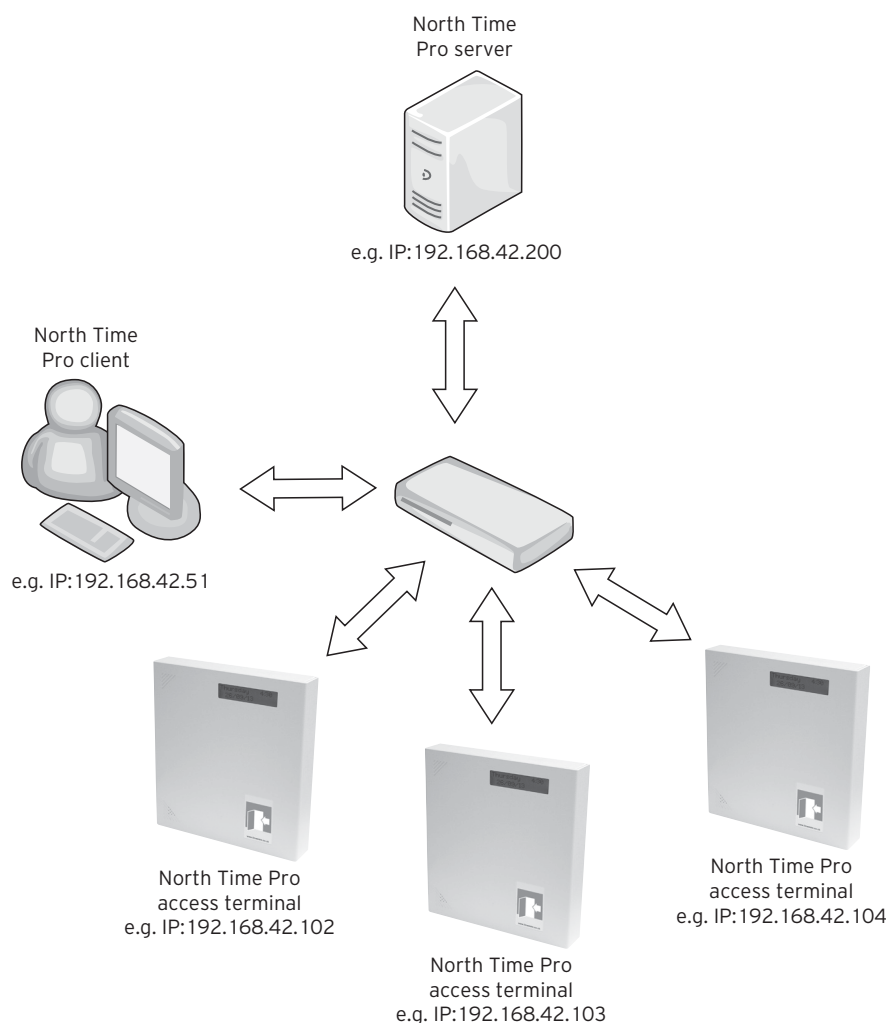 North Time
Pro server
e.g. IP:192.168.42.200
North Time
Pro client
e.g. IP:192.168.42.51
North Time Pro
access terminal
e.g. IP:192.168.42.102
North Time Pro
access terminal
e.g. IP:192.168.42.103
North Time Pro
access terminal
e.g. IP:192.168.42.104